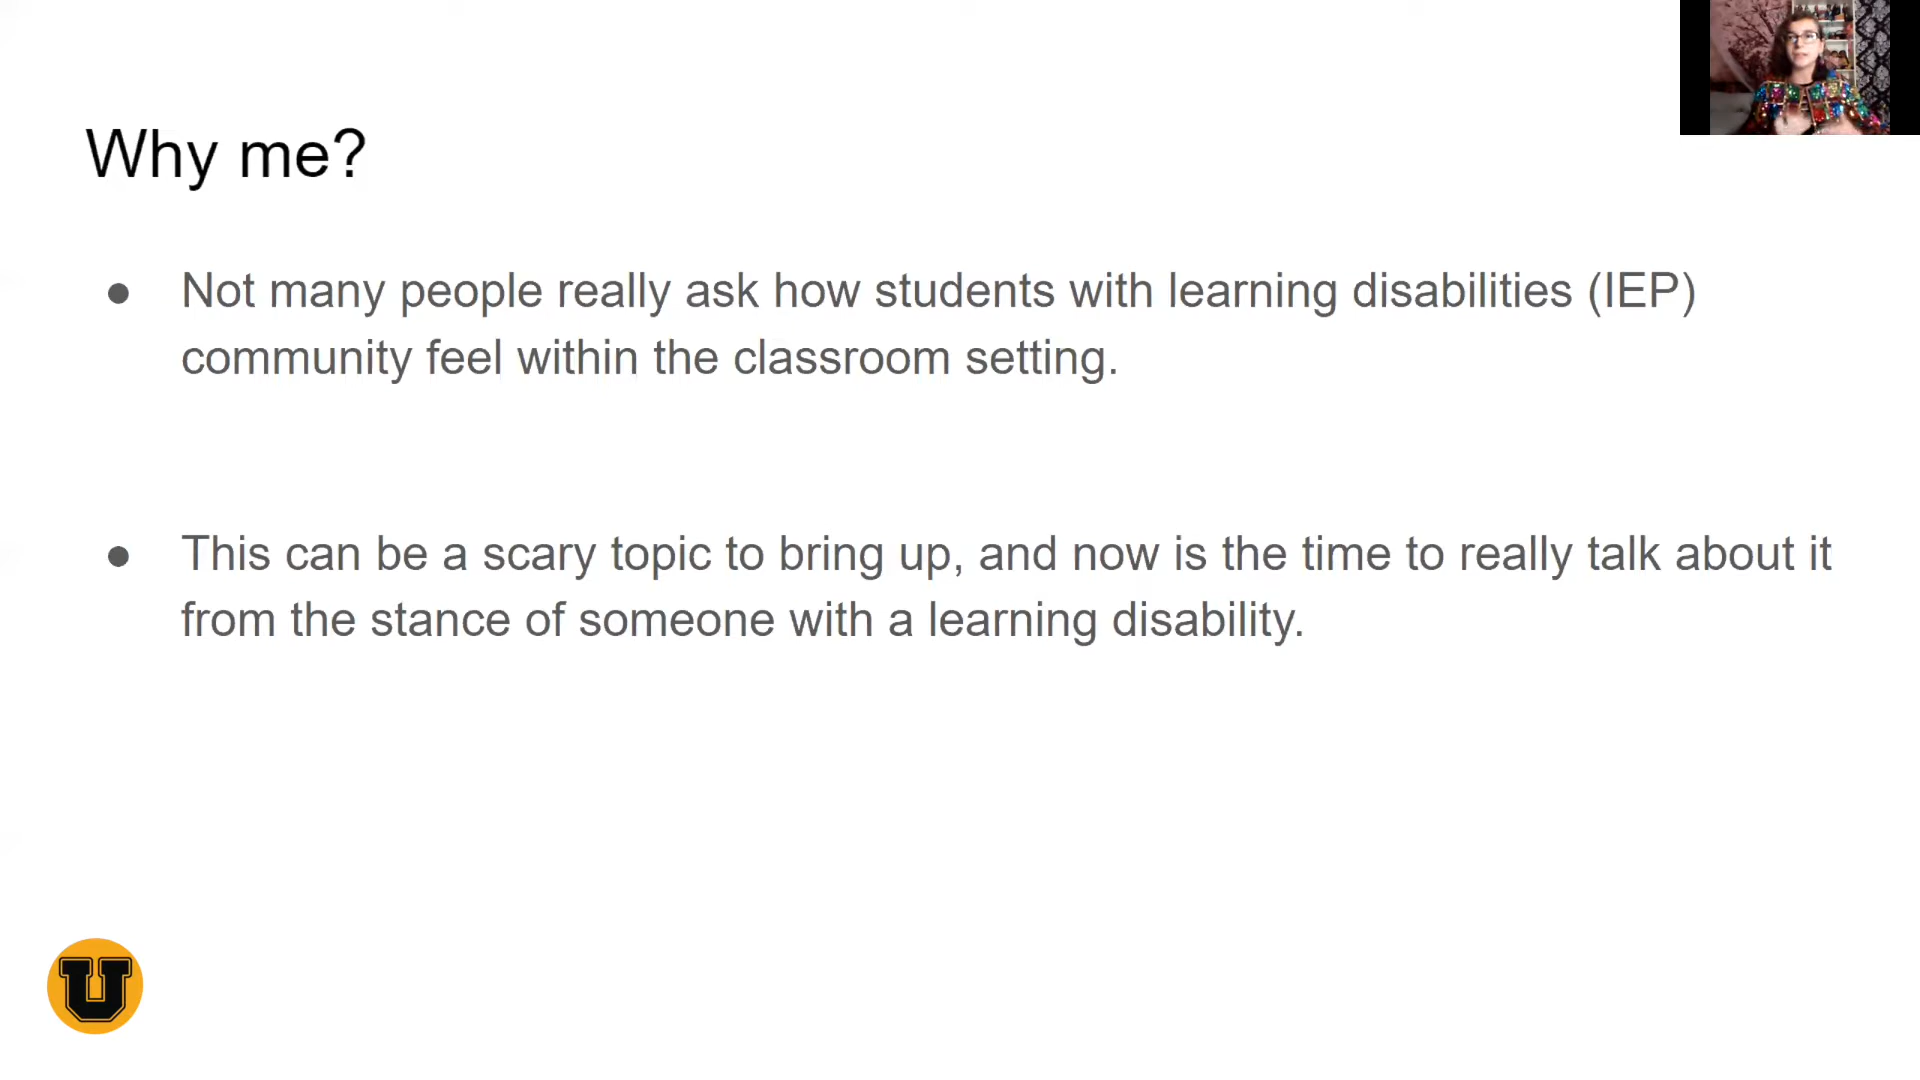 Why me?
● Not many people really ask how students with learning disabilities (IEP)
community feel within the classroom setting.
● This can be a scary topic to bring up, and now is the time to really talk about it
from the stance of someone with a learning disability.
U